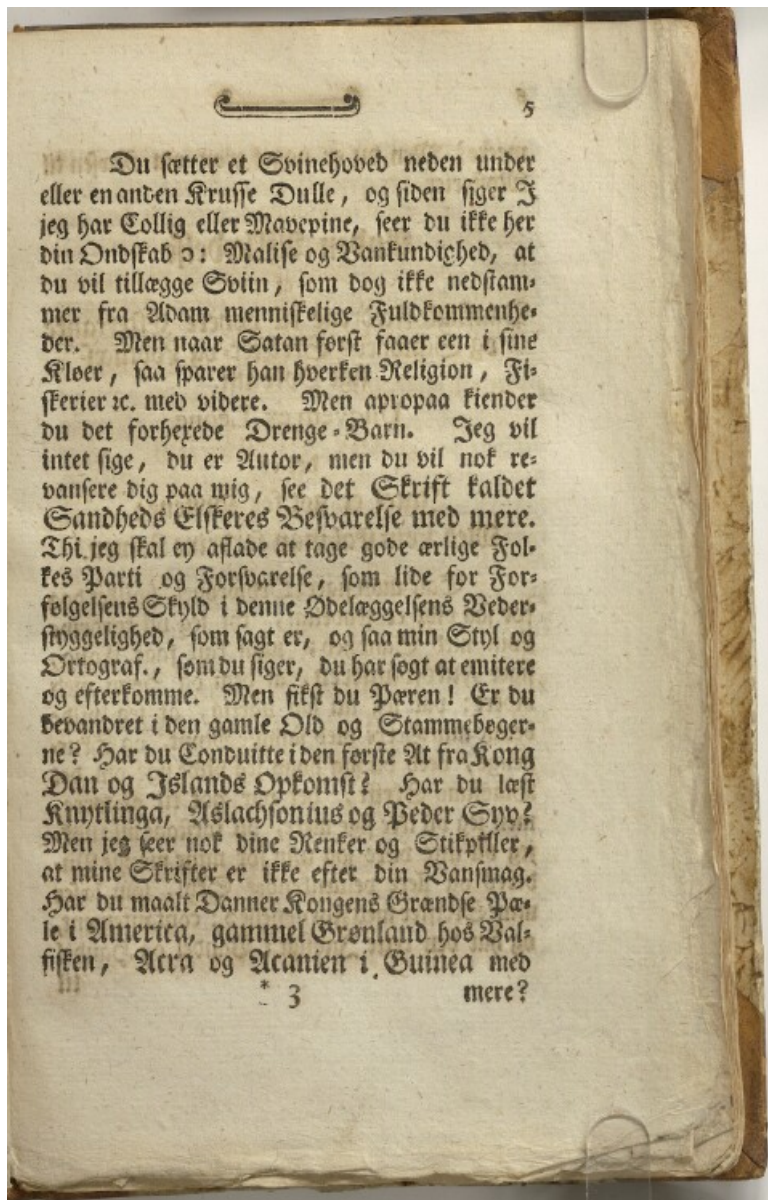 5
Du sætter et Svinehoved neden under
eller en anden Krusse Dulle, og siden siger I
jeg har Collig eller Mavepine, seer du ikke her
din Ondskab ɔ: Malise og Vankundighed, at
du vil tillægge Sviin, som dog ikke nedstam-
mer fra Adam menniskelige Fuldkommenhe-
der. Men naar Satan først faaer een i sine
Kløer, saa sparer han hverken Religion, Fi-
skerier ꝛc. med videre. Men apropaa kiender
du det forhexede Drenge-Barn. Jeg vil
intet sige, du er Autor, men du vil nok re-
vansere dig paa mig, see det Skrift kaldet
Sandheds Elskeres Besvarelse med mere.
Thi jeg skal ey aflade at tage gode ærlige Fol-
kes Parti og Forsvarelse, som lide for For-
følgelsens Skyld i denne Ødelæggelsens Veder-
styggelighed, som sagt er, og saa min Styl og
Ortograf., som du siger, du har søgt at emitere
og efterkomme. Men fikst du Pæren! Er du
bevandret i den gamle Old og Stammebøger-
ne? Har du Conduitte i den første At fra Kong
Dan og Islands Opkomst? Har du læst
Knytlinga, Aslachsonius og Peder Syv?
Men jeg seer nok dine Renker og Stikpiller,
at mine Skrifter er ikke efter din Vansmag.
Har du maalt Danner Kongens Grændse Pæ-
le i America, gammel Grønland hos Val-
fisken, Acra og Acanien i Guinea med
* 3 mere?